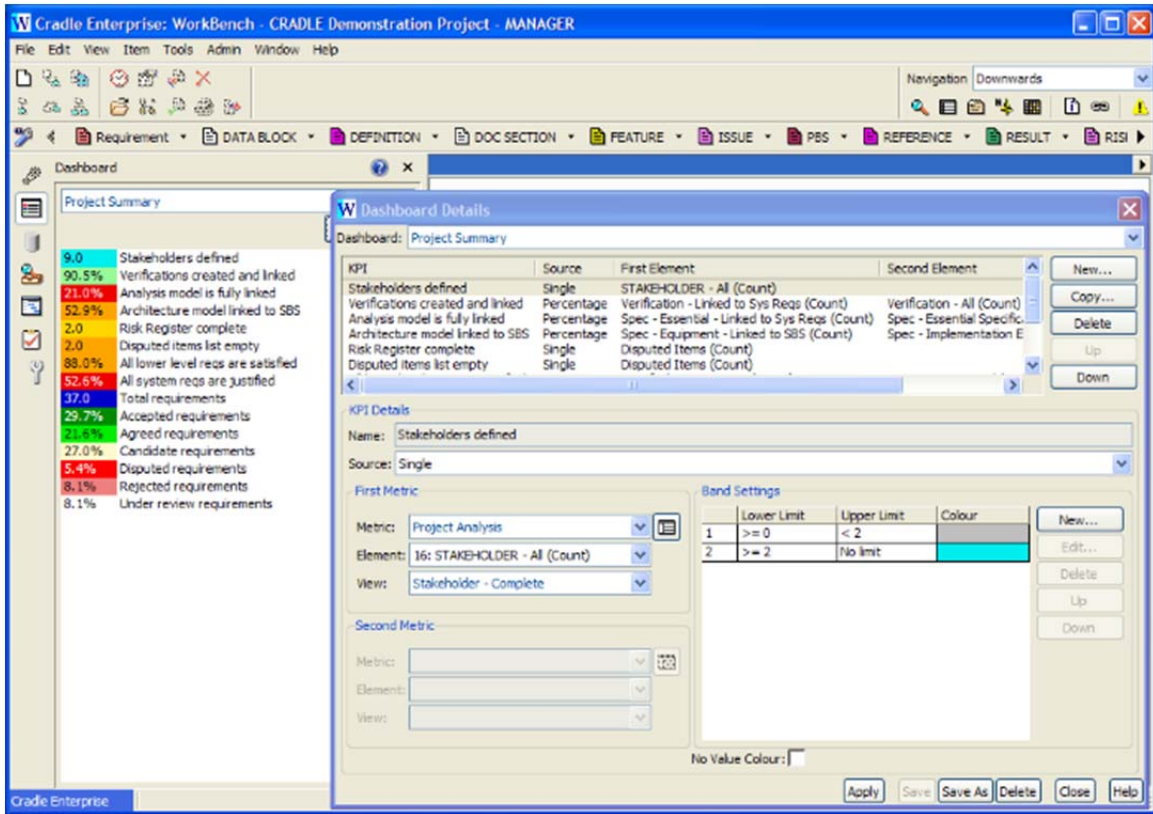 Cradle Enterprise: WorkBench - CRADLE Demonstration Project - MANAGER
File Edit View Item Tools Admin Window Help
Navigation Downwards
Requirement DATA BLOCK DEFINITION DOC SECTION FEATURE ISSUE PBS REFERENCE RESULT RISI
Dashboard
Project Summary
9.0 Stakeholders defined
90.5% Verifications created and linked
21.0% Analysis model is fully linked
52.9% Architecture model linked to SBS
2.0 Risk Register complete
2.0 Disputed items list empty
88.0% All lower level reqs are satisfied
52.6% All system reqs are justified
37.0 Total requirements
29.7% Accepted requirements
21.6% Agreed requirements
27.0% Candidate requirements
5.4% Disputed requirements
8.1% Rejected requirements
8.1% Under review requirements
Cradle Enterprise
Dashboard Details
Dashboard: Project Summary
KPI Source First Element Second Element
Stakeholders defined Single STAKEHOLDER - All (Count)
Verifications created and linked Percentage Verification - Linked to Sys Reqs (Count) Verification - All (Count)
Analysis model is fully linked Percentage Spec - Essential - Linked to Sys Reqs (Count) Spec - Essential Specific.
Architecture model linked to SBS Percentage Spec - Equipment - Linked to SBS (Count) Spec - Implementation E
Risk Register complete Single Disputed Items (Count)
Disputed items list empty Single Disputed Items (Count)
New...
Copy...
Delete
Up
Down
KPI Details
Name: Stakeholders defined
Source: Single
First Metric
Metric: Project Analysis
Element: 16: STAKEHOLDER - All (Count)
View: Stakeholder - Complete
Second Metric
Metric:
Element:
View:
Band Settings
Lower Limit Upper Limit Colour
1 >= 0 < 2
2 >= 2 No limit
New...
Edit...
Delete
Up
Down
No Value Colour:
Apply Save Save As Delete Close Help